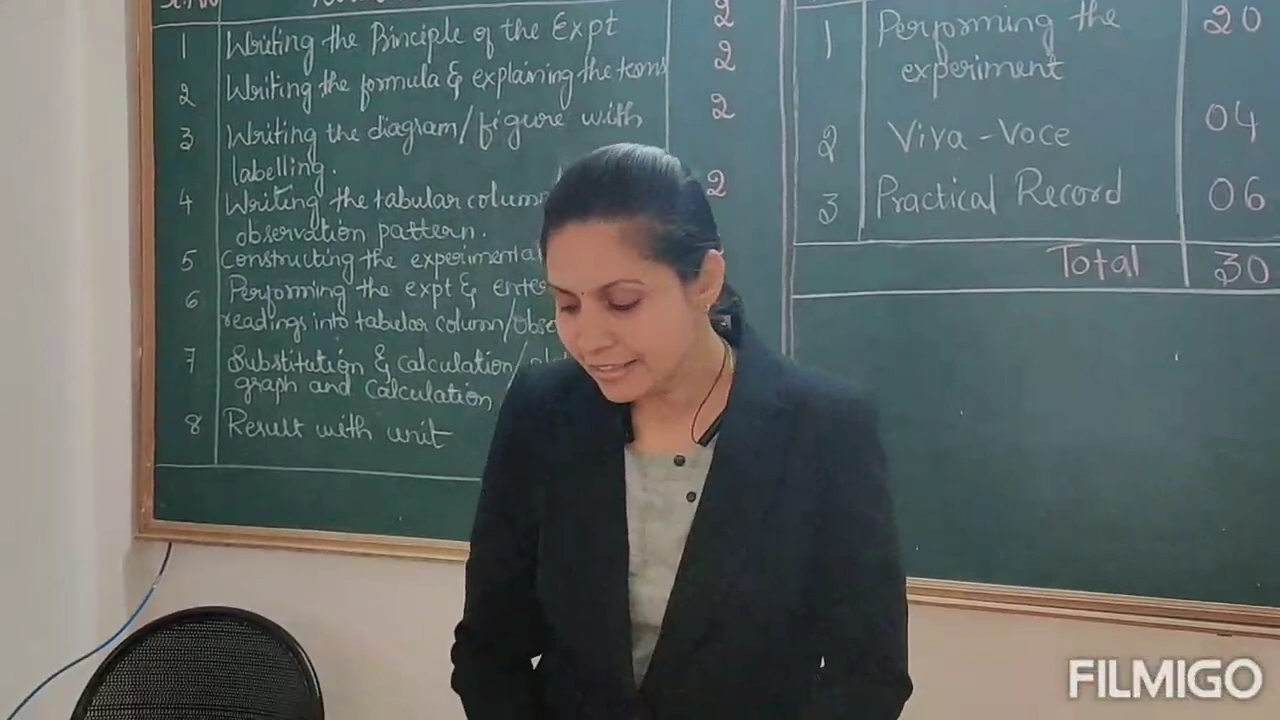 1 Writing the Principle of the Expt 2
2 Writing the formula & explaining the terms 2
3 Writing the diagram/figure with 2
labelling.
4 Writing the tabular column 2
observation pattern.
5 Constructing the experimental
6 Performing the expt &
readings into tabular column/
7 Substitution & calculation/
graph and calculation
8 Result with unit
1 Performing the 20
experiment
2 Viva-Voce 04
3 Practical Record 06
Total 30
FILMIGO